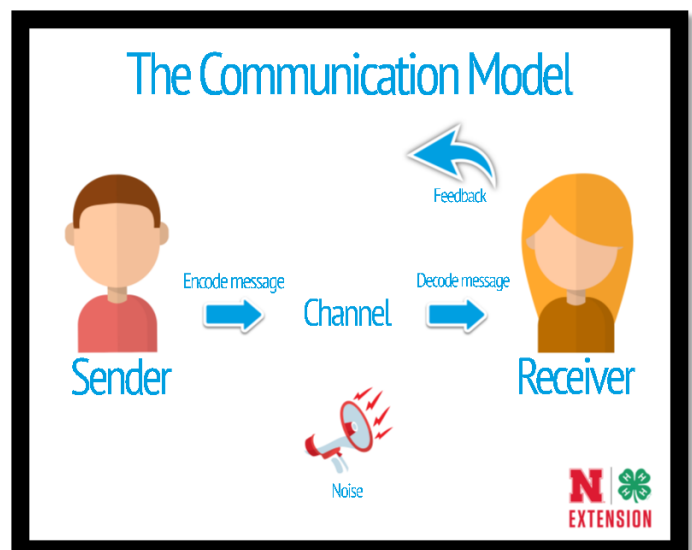 The Communication Model
Feedback
Encode message
Decode message
Channel
Sender
Receiver
Noise
N
EXTENSION